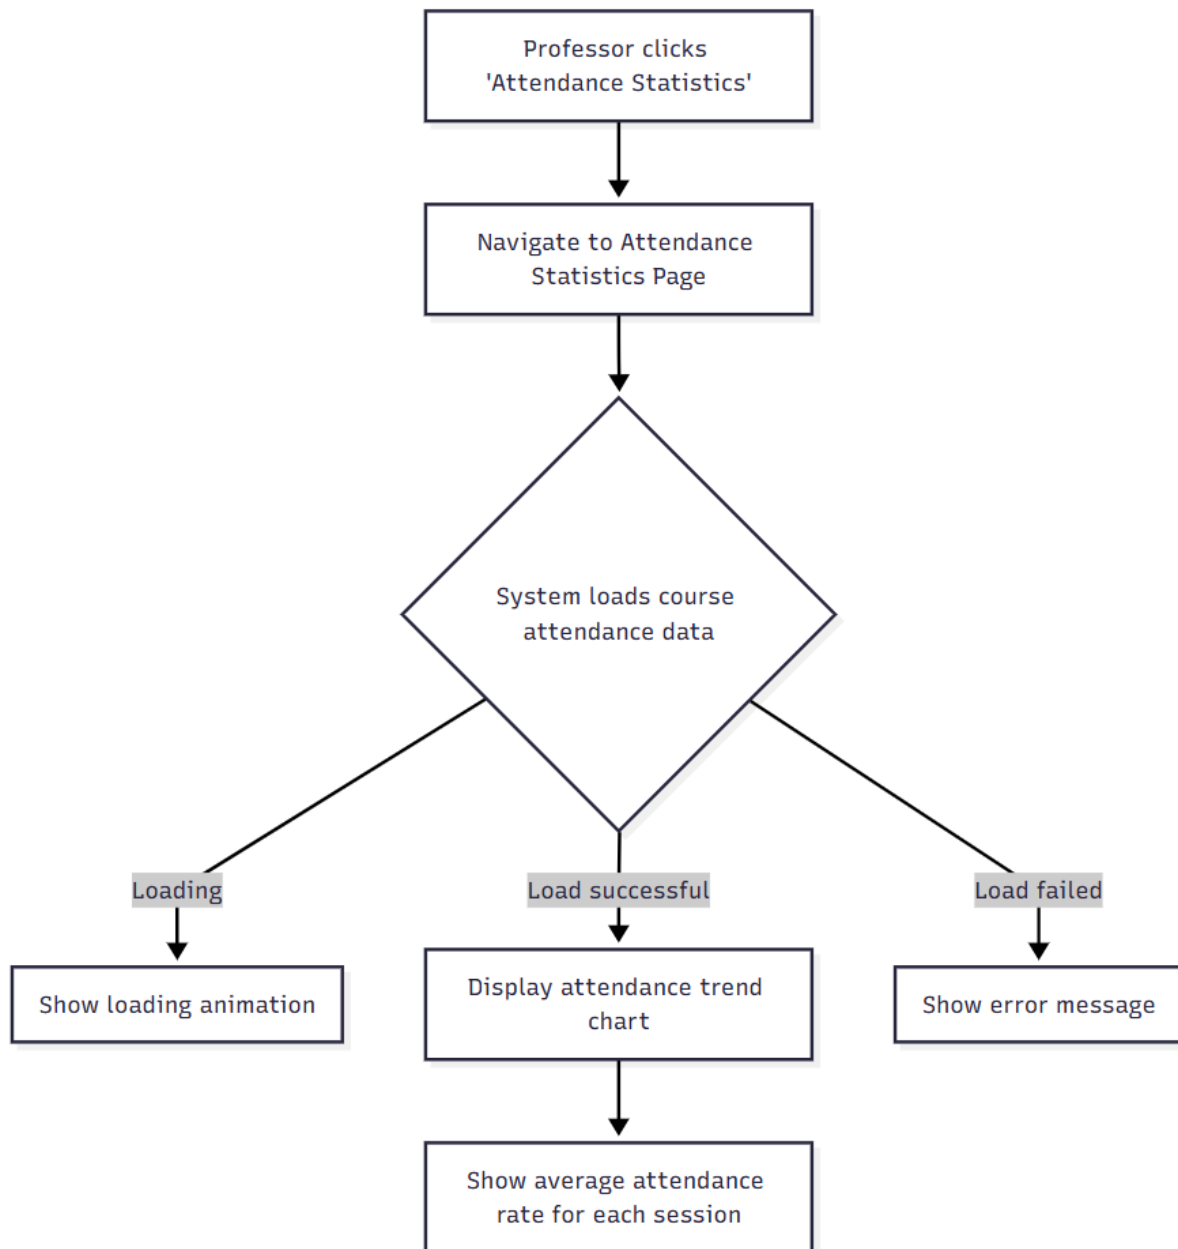 Professor clicks
'Attendance Statistics'
Navigate to Attendance
Statistics Page
System loads course
attendance data
Loading
Load successful
Load failed
Show loading animation
Display attendance trend
chart
Show error message
Show average attendance
rate for each session